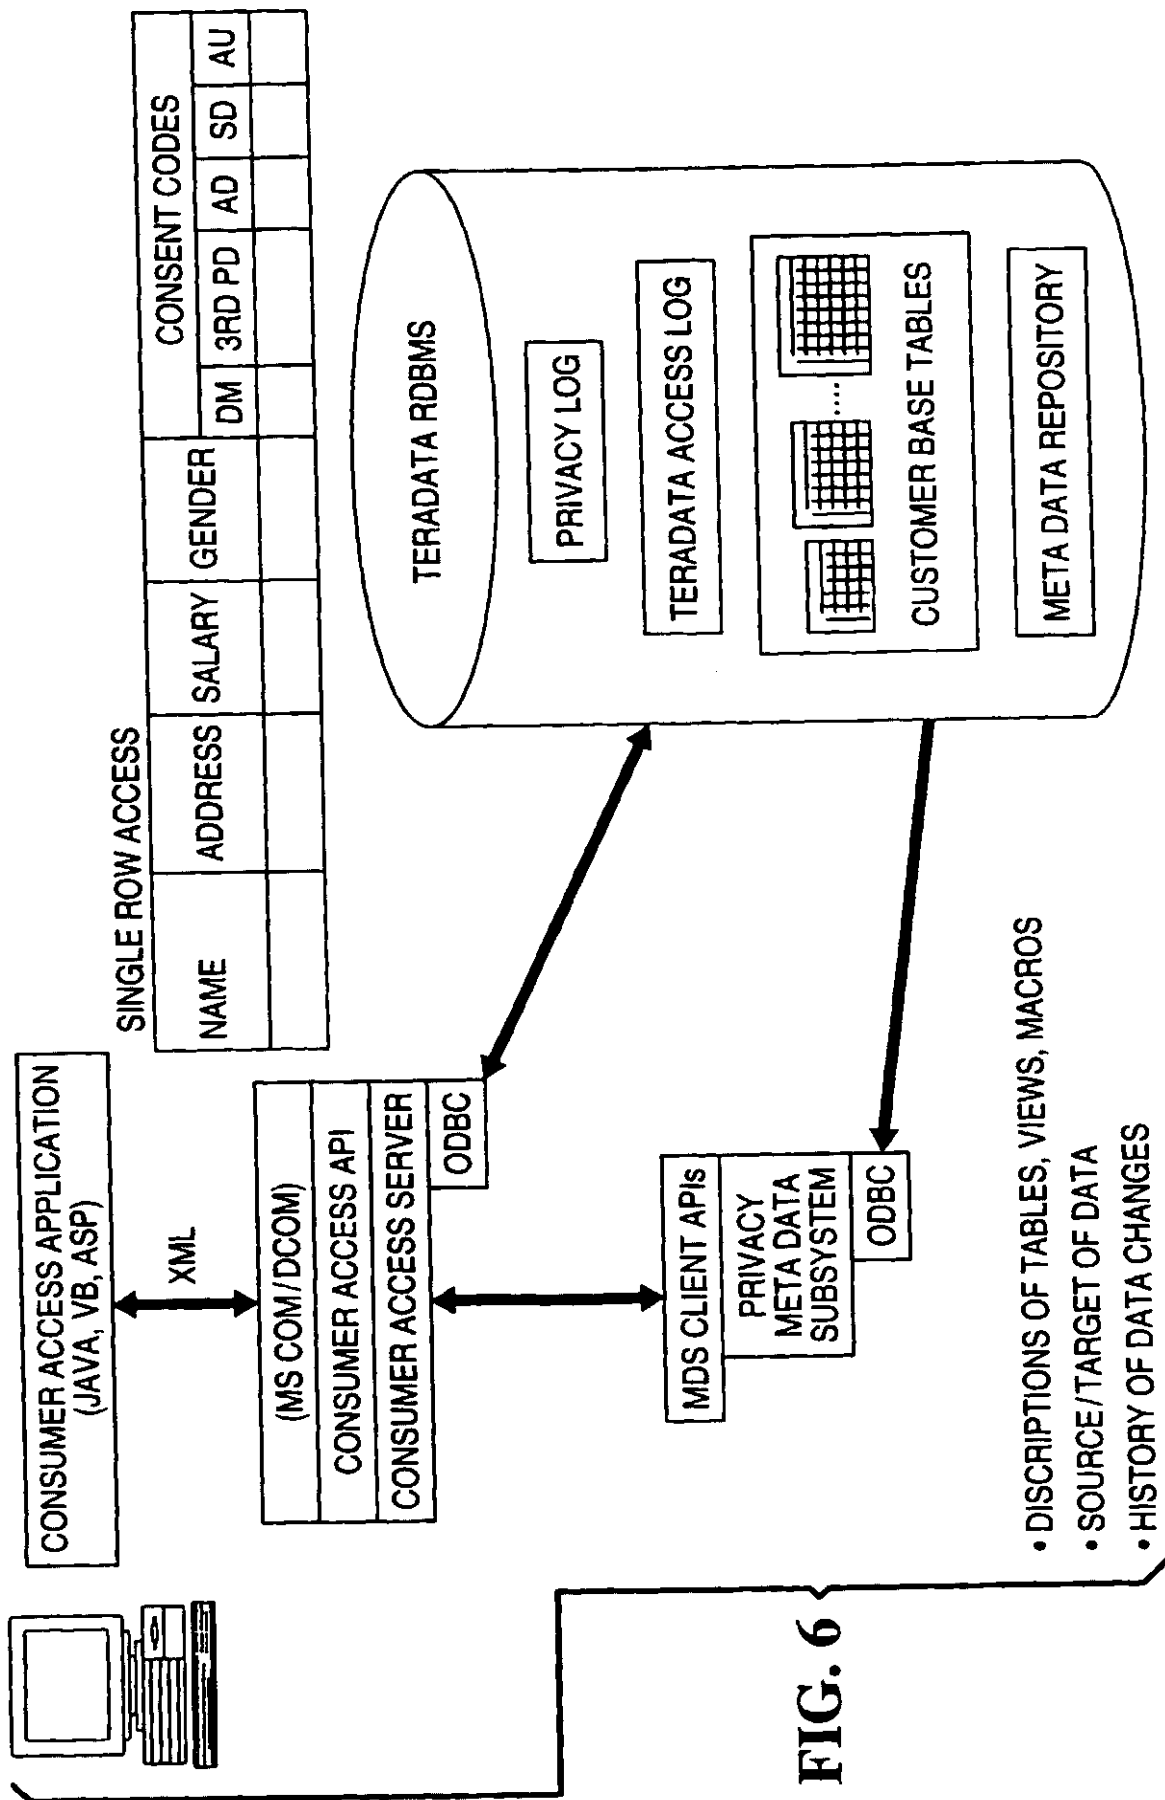 CONSUMER ACCESS APPLICATION
(JAVA, VB, ASP)
XML
(MS COM/DCOM)
CONSUMER ACCESS API
CONSUMER ACCESS SERVER
ODBC
MDS CLIENT APIs
PRIVACY
META DATA
SUBSYSTEM
ODBC
• DISCRIPTIONS OF TABLES, VIEWS, MACROS
• SOURCE/TARGET OF DATA
• HISTORY OF DATA CHANGES
SINGLE ROW ACCESS
NAME ADDRESS SALARY GENDER CONSENT CODES
DM 3RD PD AD SD AU
TERADATA RDBMS
PRIVACY LOG
TERADATA ACCESS LOG
CUSTOMER BASE TABLES
META DATA REPOSITORY
FIG. 6